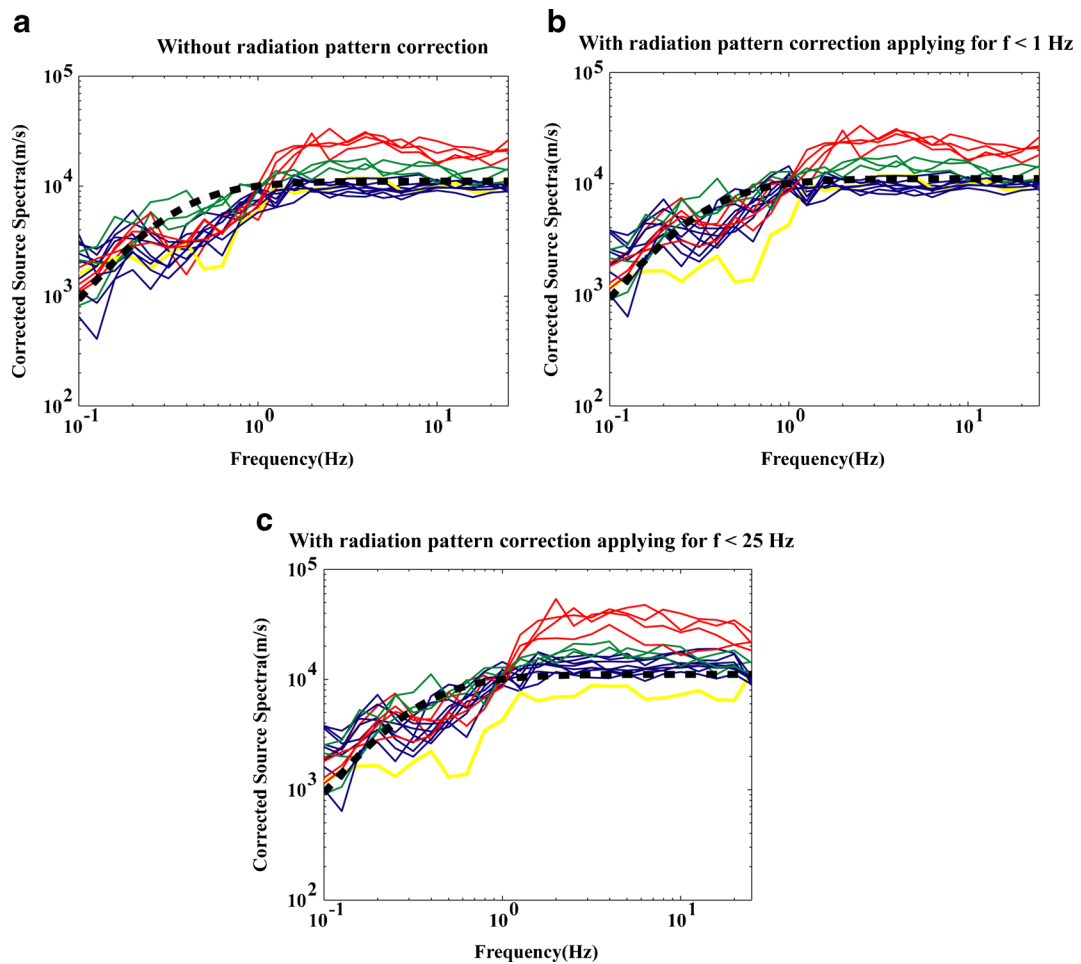 a
Without radiation pattern correction
10^5
10^4
10^3
10^2
10^-1
10^0
10^1
Corrected Source Spectra(m/s)
Frequency(Hz)
b
With radiation pattern correction applying for f < 1 Hz
10^5
10^4
10^3
10^2
10^-1
10^0
10^1
Corrected Source Spectra(m/s)
Frequency(Hz)
c
With radiation pattern correction applying for f < 25 Hz
10^5
10^4
10^3
10^2
10^-1
10^0
10^1
Corrected Source Spectra(m/s)
Frequency(Hz)